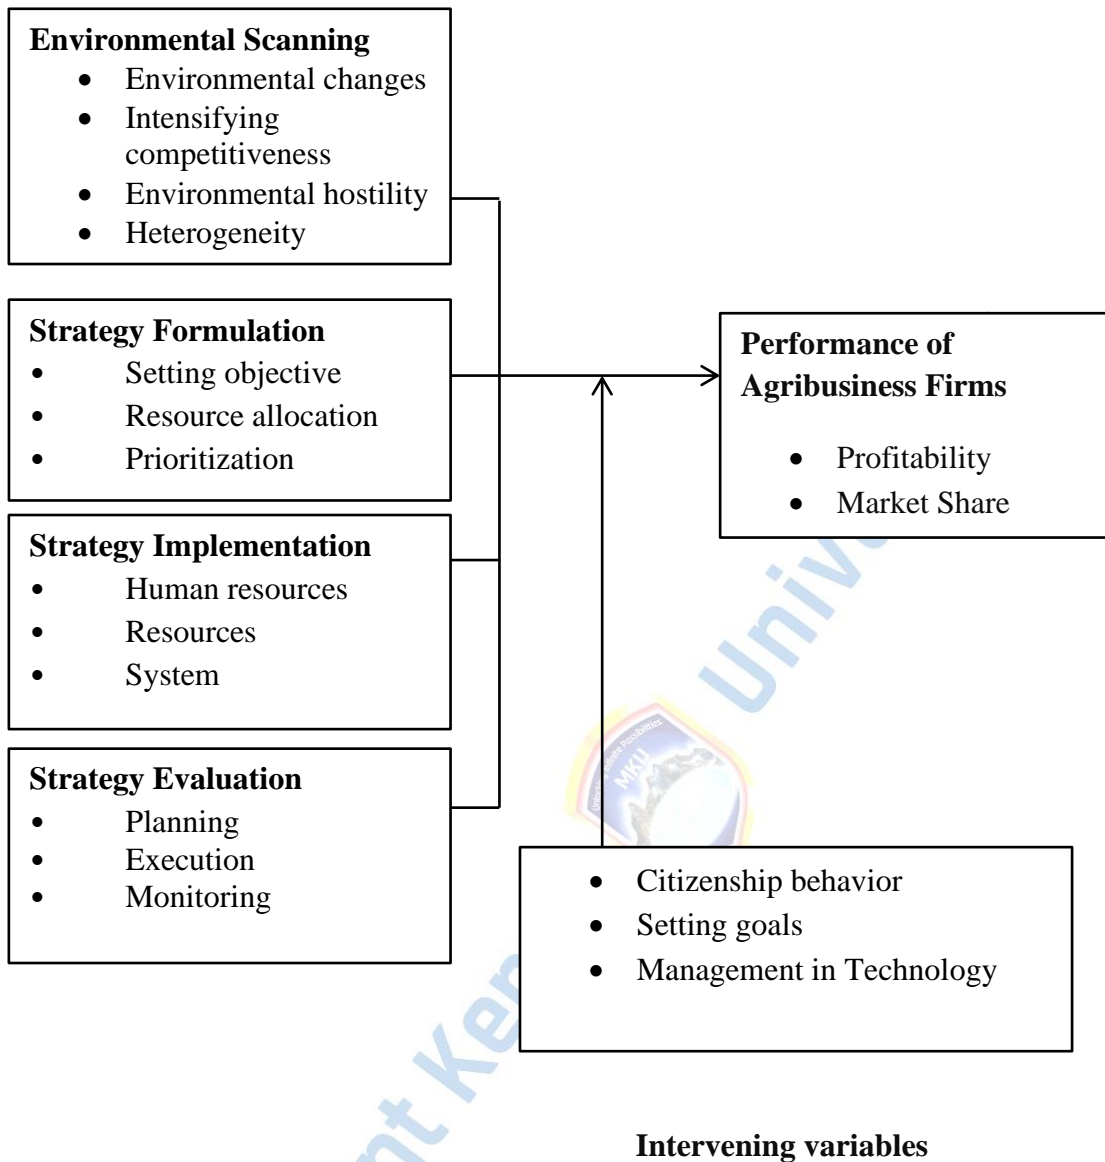 Environmental Scanning
• Environmental changes
• Intensifying
competitiveness
• Environmental hostility
• Heterogeneity
Strategy Formulation
• Setting objective
• Resource allocation
• Prioritization
Strategy Implementation
• Human resources
• Resources
• System
Strategy Evaluation
• Planning
• Execution
• Monitoring
Performance of
Agribusiness Firms
• Profitability
• Market Share
• Citizenship behavior
• Setting goals
• Management in Technology
Intervening variables
MKU